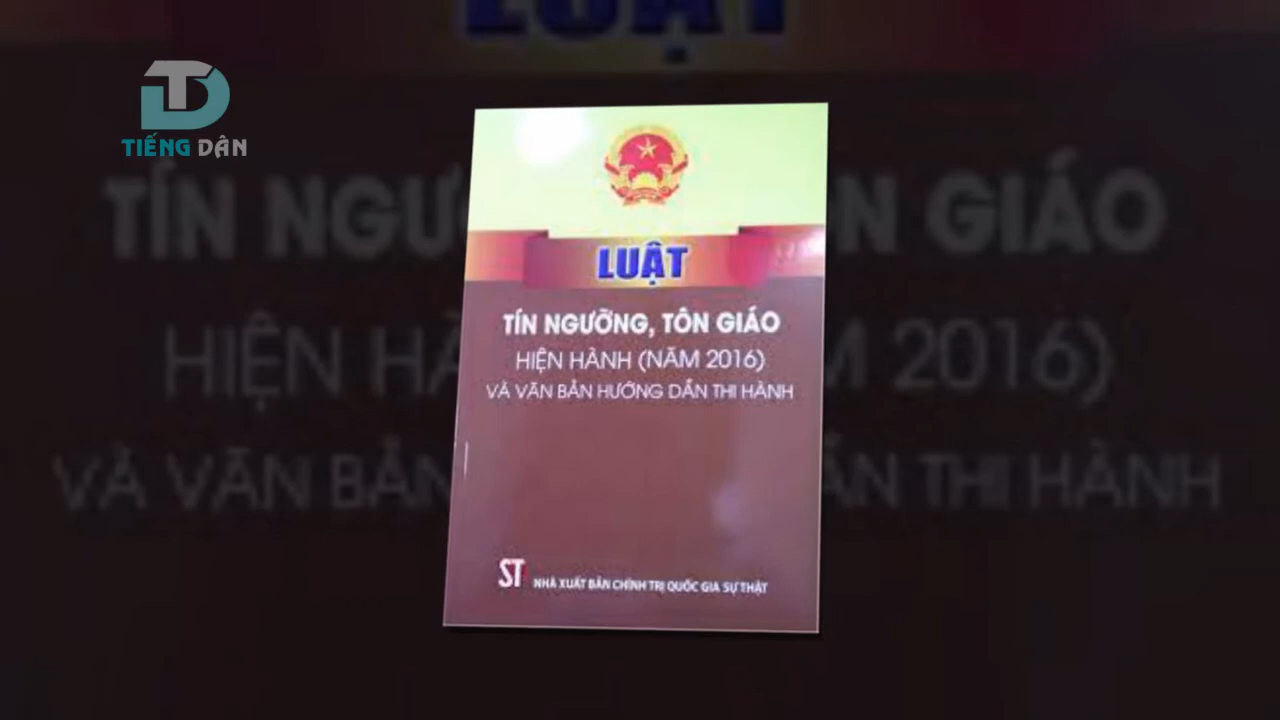 TIẾNG DÂN
LUẬT
TÍN NGƯỠNG, TÔN GIÁO
HIỆN HÀNH (NĂM 2016)
VÀ VĂN BẢN HƯỚNG DẪN THI HÀNH
ST NHÀ XUẤT BẢN CHÍNH TRỊ QUỐC GIA SỰ THẬT